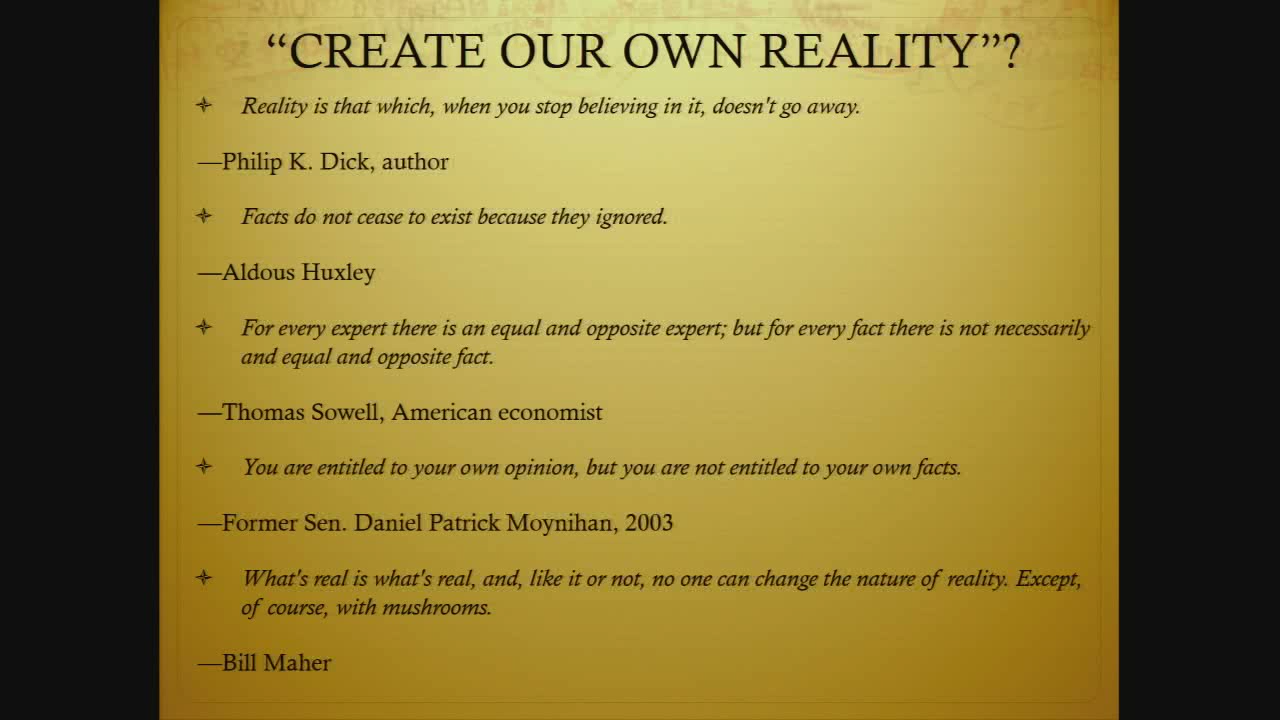 “CREATE OUR OWN REALITY”?
Reality is that which, when you stop believing in it, doesn't go away.
—Philip K. Dick, author
Facts do not cease to exist because they ignored.
—Aldous Huxley
For every expert there is an equal and opposite expert; but for every fact there is not necessarily
and equal and opposite fact.
—Thomas Sowell, American economist
You are entitled to your own opinion, but you are not entitled to your own facts.
—Former Sen. Daniel Patrick Moynihan, 2003
What's real is what's real, and, like it or not, no one can change the nature of reality. Except,
of course, with mushrooms.
—Bill Maher